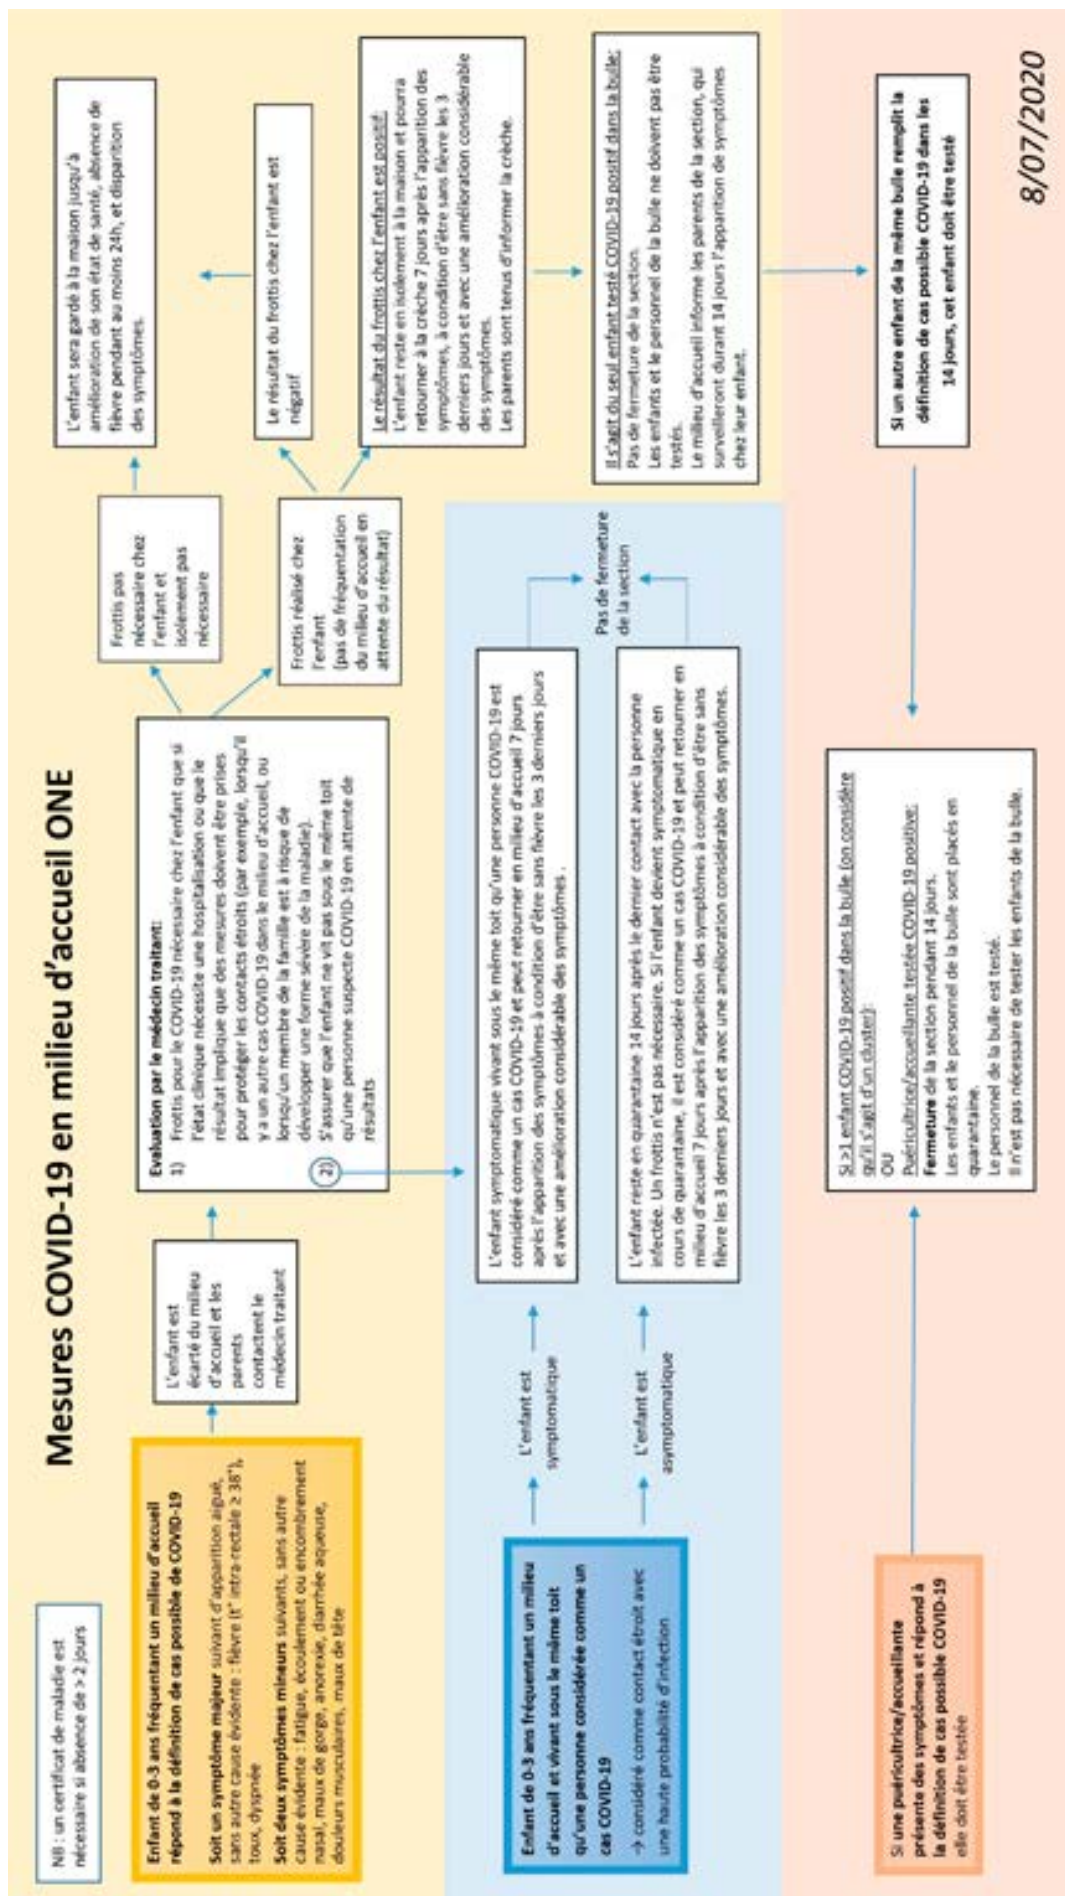 Mesures COVID-19 en milieu d'accueil ONE
NB : un certificat de maladie est
nécessaire si absence de > 2 jours
Enfant de 0-3 ans fréquentant un milieu d'accueil
répond à la définition de cas possible de COVID-19
Soit un symptôme majeur suivant d'apparition aiguë,
sans autre cause évidente : fièvre (t° intra-rectale ≥ 38°),
toux, dyspnée
Soit deux symptômes mineurs suivants, sans autre
cause évidente : fatigue, écoulement ou encombrement
nasal, maux de gorge, anorexie, diarrhée aqueuse,
douleurs musculaires, maux de tête
L'enfant est
écarté du milieu
d'accueil et les
parents
contactent le
médecin traitant
Evaluation par le médecin traitant:
1) Frottis pour le COVID-19 nécessaire chez l'enfant que si
l'état clinique nécessite une hospitalisation ou que le
résultat implique que des mesures doivent être prises
pour protéger les contacts étroits (par exemple, lorsqu'il
y a un autre cas COVID-19 dans le milieu d'accueil, ou
lorsqu'un membre de la famille est à risque de
développer une forme sévère de la maladie).
2) S'assurer que l'enfant ne vit pas sous le même toit
qu'une personne suspecte COVID-19 en attente de
résultats
Frottis pas
nécessaire chez
l'enfant et
isolement pas
nécessaire
L'enfant sera gardé à la maison jusqu'à
amélioration de son état de santé, absence de
fièvre pendant au moins 24h, et disparition
des symptômes.
Frottis réalisé chez
l'enfant
(pas de fréquentation
du milieu d'accueil en
attente du résultat)
Le résultat du frottis chez l'enfant est
négatif
Le résultat du frottis chez l'enfant est positif:
L'enfant reste en isolement à la maison et pourra
retourner à la crèche 7 jours après l'apparition des
symptômes, à condition d'être sans fièvre les 3
derniers jours et avec une amélioration considérable
des symptômes.
Les parents sont tenus d'informer la crèche.
Il s'agit du seul enfant testé COVID-19 positif dans la bulle:
Pas de fermeture de la section.
Les enfants et le personnel de la bulle ne doivent pas être
testés.
Le milieu d'accueil informe les parents de la section, qui
surveilleront durant 14 jours l'apparition de symptômes
chez leur enfant.
Enfant de 0-3 ans fréquentant un milieu
d'accueil et vivant sous le même toit
qu'une personne considérée comme un
cas COVID-19
→ considéré comme contact étroit avec
une haute probabilité d'infection
L'enfant est
symptomatique
L'enfant symptomatique vivant sous le même toit qu'une personne COVID-19 est
considéré comme un cas COVID-19 et peut retourner en milieu d'accueil 7 jours
après l'apparition des symptômes à condition d'être sans fièvre les 3 derniers jours
et avec une amélioration considérable des symptômes .
L'enfant est
asymptomatique
L'enfant reste en quarantaine 14 jours après le dernier contact avec la personne
infectée. Un frottis n'est pas nécessaire. Si l'enfant devient symptomatique en
cours de quarantaine, il est considéré comme un cas COVID-19 et peut retourner en
milieu d'accueil 7 jours après l'apparition des symptômes à condition d'être sans
fièvre les 3 derniers jours et avec une amélioration considérable des symptômes.
Pas de fermeture
de la section
Si une puéricultrice/accueillante
présente des symptômes et répond à
la définition de cas possible COVID-19
elle doit être testée
Si >1 enfant COVID-19 positif dans la bulle (on considère
qu'il s'agit d'un cluster):
OU
Puéricultrice/accueillante testée COVID-19 positive:
Fermeture de la section pendant 14 jours.
Les enfants et le personnel de la bulle sont placés en
quarantaine.
Le personnel de la bulle est testé.
Il n'est pas nécessaire de tester les enfants de la bulle.
Si un autre enfant de la même bulle remplit la
définition de cas possible COVID-19 dans les
14 jours, cet enfant doit être testé
8/07/2020